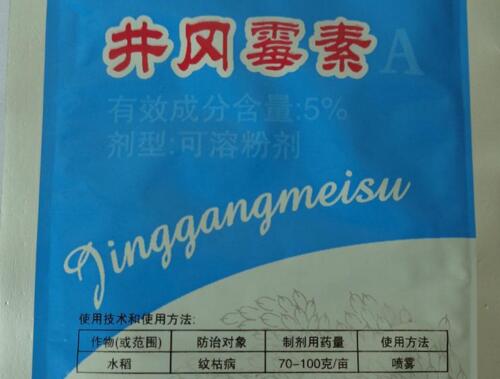 井冈霉素A
有效成分含量:5%
剂型:可溶粉剂
Jinggangmeisu
使用技术和使用方法:
作物(或范围) 防治对象 制剂用药量 使用方法
水稻 纹枯病 70-100克/亩 喷雾